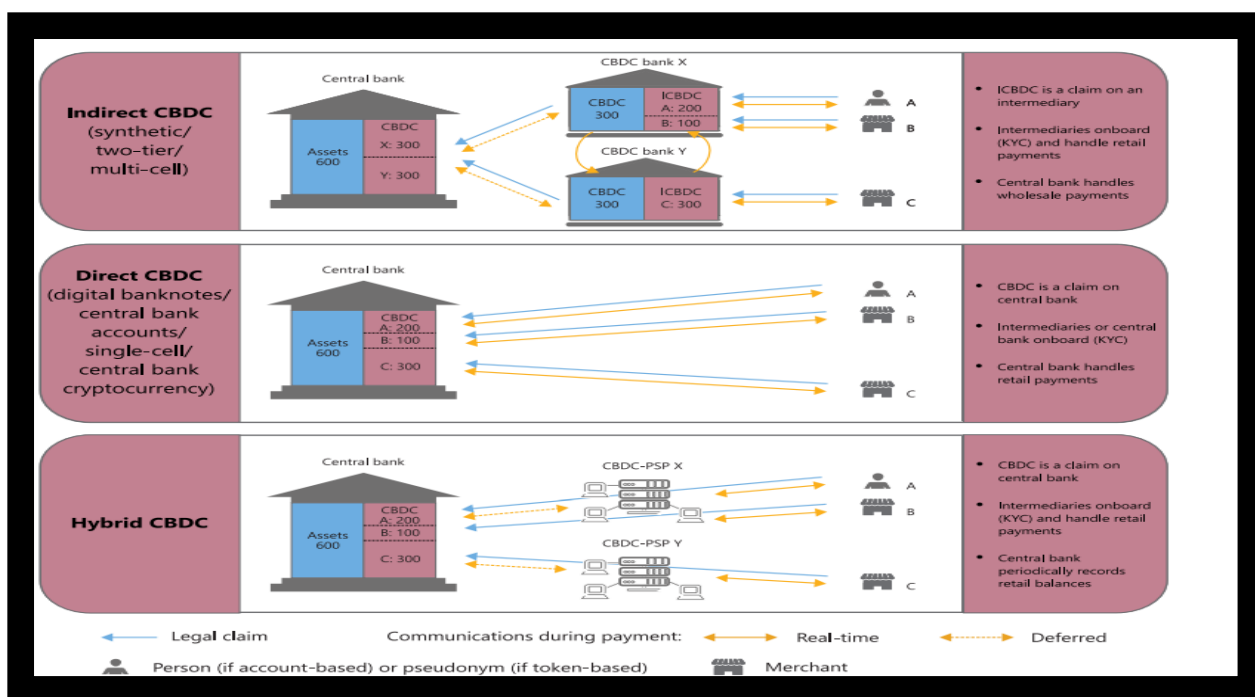 Indirect CBDC
(synthetic/
two-tier/
multi-cell)
Central bank
Assets
600
CBDC
X: 300
Y: 300
CBDC bank X
CBDC
300
ICBDC
A: 200
B: 100
CBDC bank Y
CBDC
300
ICBDC
C: 300
A
B
C
• ICBDC is a claim on an
intermediary
• Intermediaries onboard
(KYC) and handle retail
payments
• Central bank handles
wholesale payments
Direct CBDC
(digital banknotes/
central bank
accounts/
single-cell/
central bank
cryptocurrency)
Central bank
Assets
600
CBDC
A: 200
B: 100
C: 300
A
B
C
• CBDC is a claim on
central bank
• Intermediaries or central
bank onboard (KYC)
• Central bank handles
retail payments
Hybrid CBDC
Central bank
Assets
600
CBDC
A: 200
B: 100
C: 300
CBDC-PSP X
CBDC-PSP Y
A
B
C
• CBDC is a claim on
central bank
• Intermediaries onboard
(KYC) and handle retail
payments
• Central bank
periodically records
retail balances
Legal claim
Communications during payment:
Real-time
Deferred
Person (if account-based) or pseudonym (if token-based)
Merchant